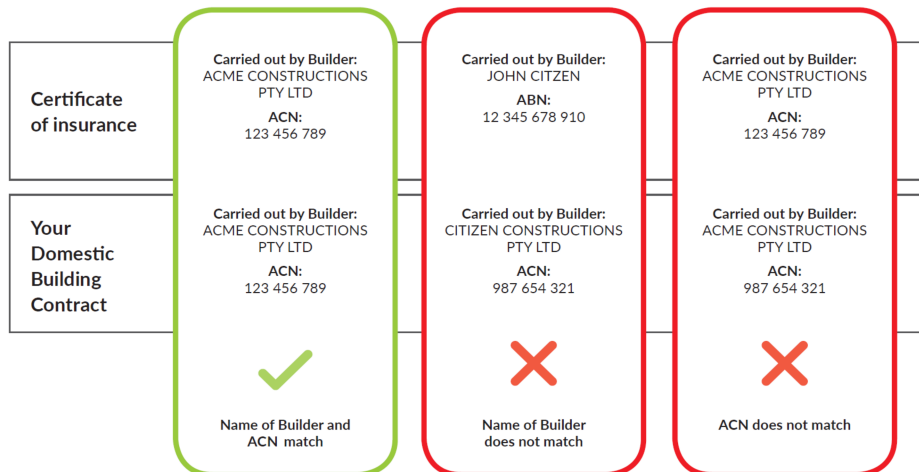 Certificate
of insurance
Carried out by Builder:
ACME CONSTRUCTIONS
PTY LTD
ACN:
123 456 789
Carried out by Builder:
JOHN CITZEN
ABN:
12 345 678 910
Carried out by Builder:
ACME CONSTRUCTIONS
PTY LTD
ACN:
123 456 789
Your
Domestic
Building
Contract
Carried out by Builder:
ACME CONSTRUCTIONS
PTY LTD
ACN:
123 456 789
Carried out by Builder:
CITIZEN CONSTRUCTIONS
PTY LTD
ACN:
987 654 321
Carried out by Builder:
ACME CONSTRUCTIONS
PTY LTD
ACN:
987 654 321
Name of Builder and
ACN match
Name of Builder
does not match
ACN does not match